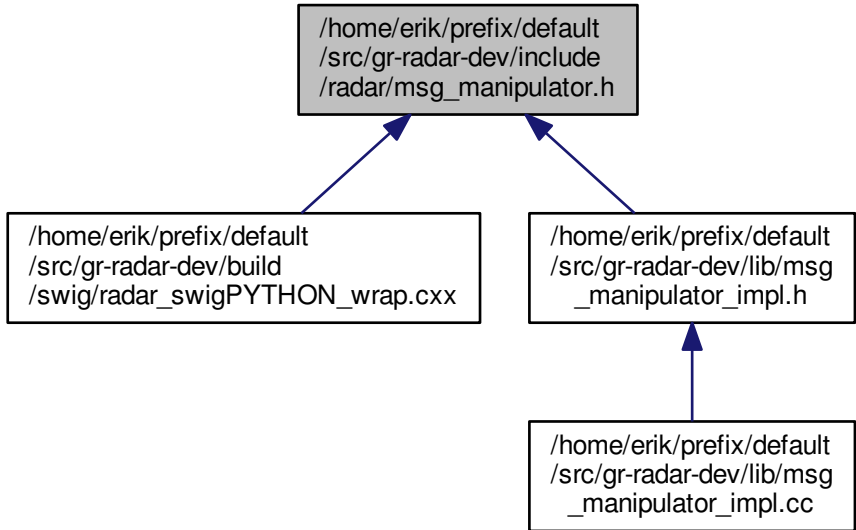 /home/erik/prefix/default
/src/gr-radar-dev/include
/radar/msg_manipulator.h
/home/erik/prefix/default
/src/gr-radar-dev/build
/swig/radar_swigPYTHON_wrap.cxx
/home/erik/prefix/default
/src/gr-radar-dev/lib/msg
_manipulator_impl.h
/home/erik/prefix/default
/src/gr-radar-dev/lib/msg
_manipulator_impl.cc